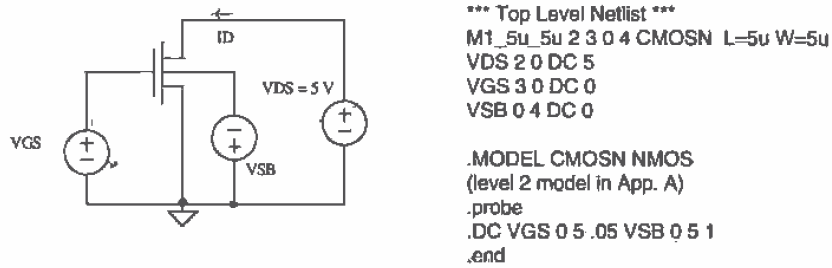 ID
VDS = 5 V
VGS
VSB
*** Top Level Netlist ***
M1_5u_5u 2 3 0 4 CMOSN L=5u W=5u
VDS 2 0 DC 5
VGS 3 0 DC 0
VSB 0 4 DC 0
.MODEL CMOSN NMOS
(level 2 model in App. A)
.probe
.DC VGS 0 5 .05 VSB 0 5 1
.end